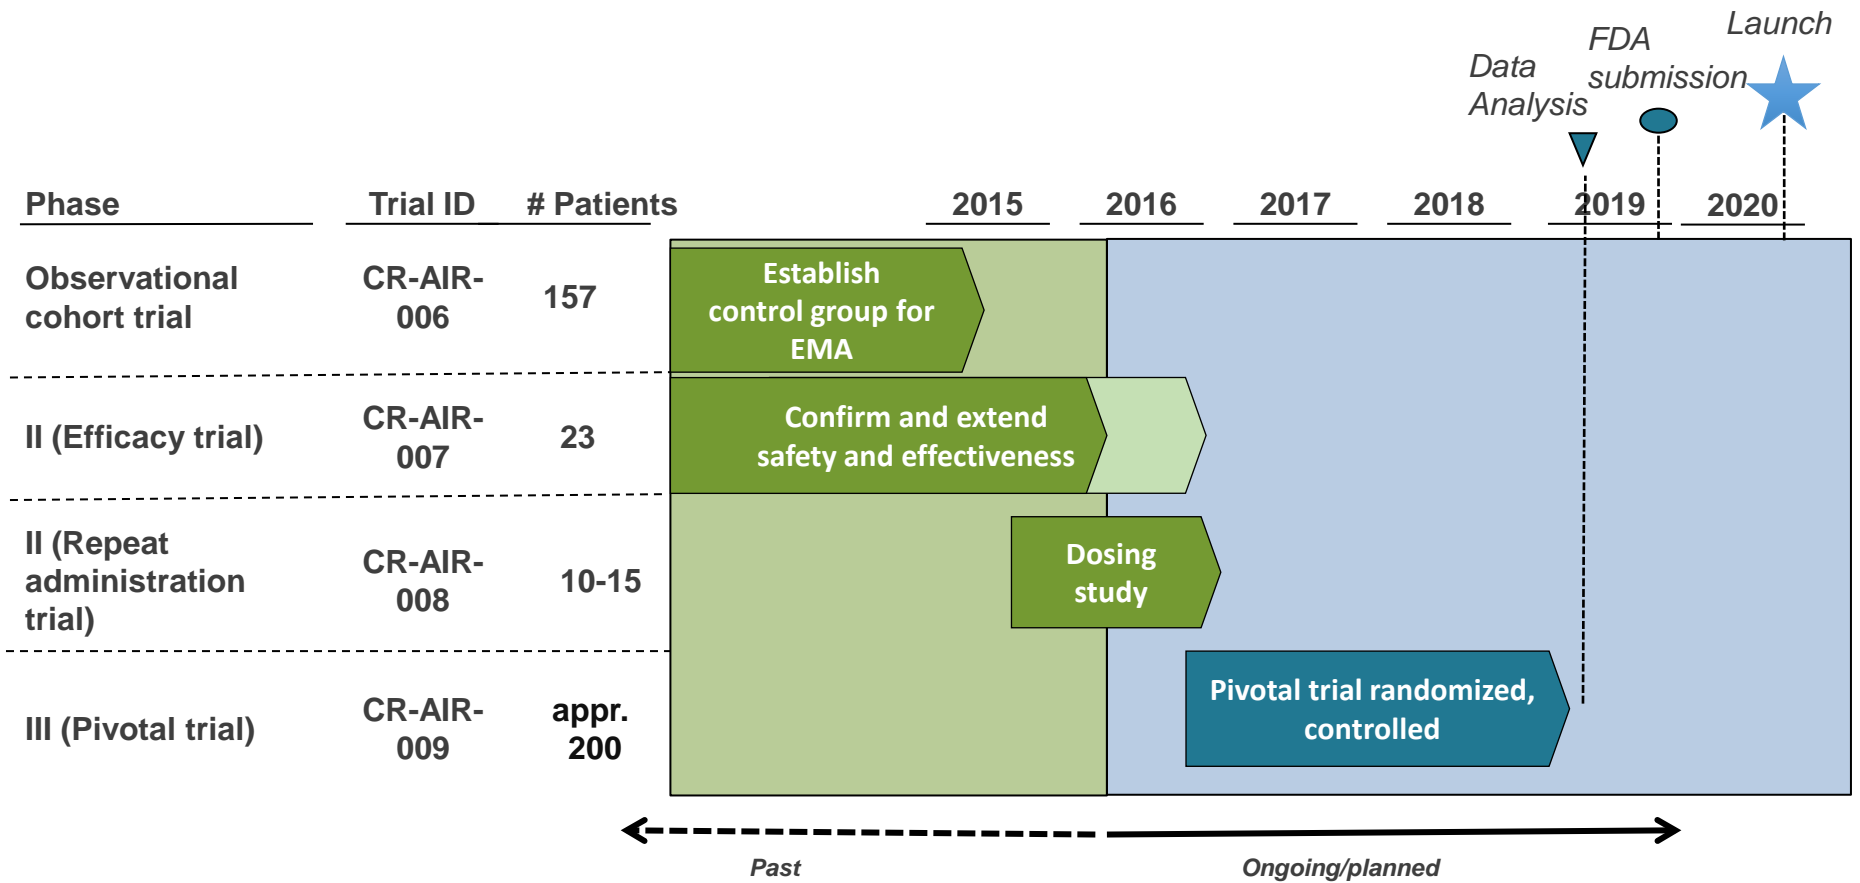 Launch
FDA
submission
Data
Analysis
Phase
Trial ID
# Patients
2015
2016
2017
2018
2019
2020
Observational
cohort trial
CR-AIR-
006
157
Establish
control group for
EMA
II (Efficacy trial)
CR-AIR-
007
23
Confirm and extend
safety and effectiveness
II (Repeat
administration
trial)
CR-AIR-
008
10-15
Dosing
study
III (Pivotal trial)
CR-AIR-
009
appr.
200
Pivotal trial randomized,
controlled
Past
Ongoing/planned